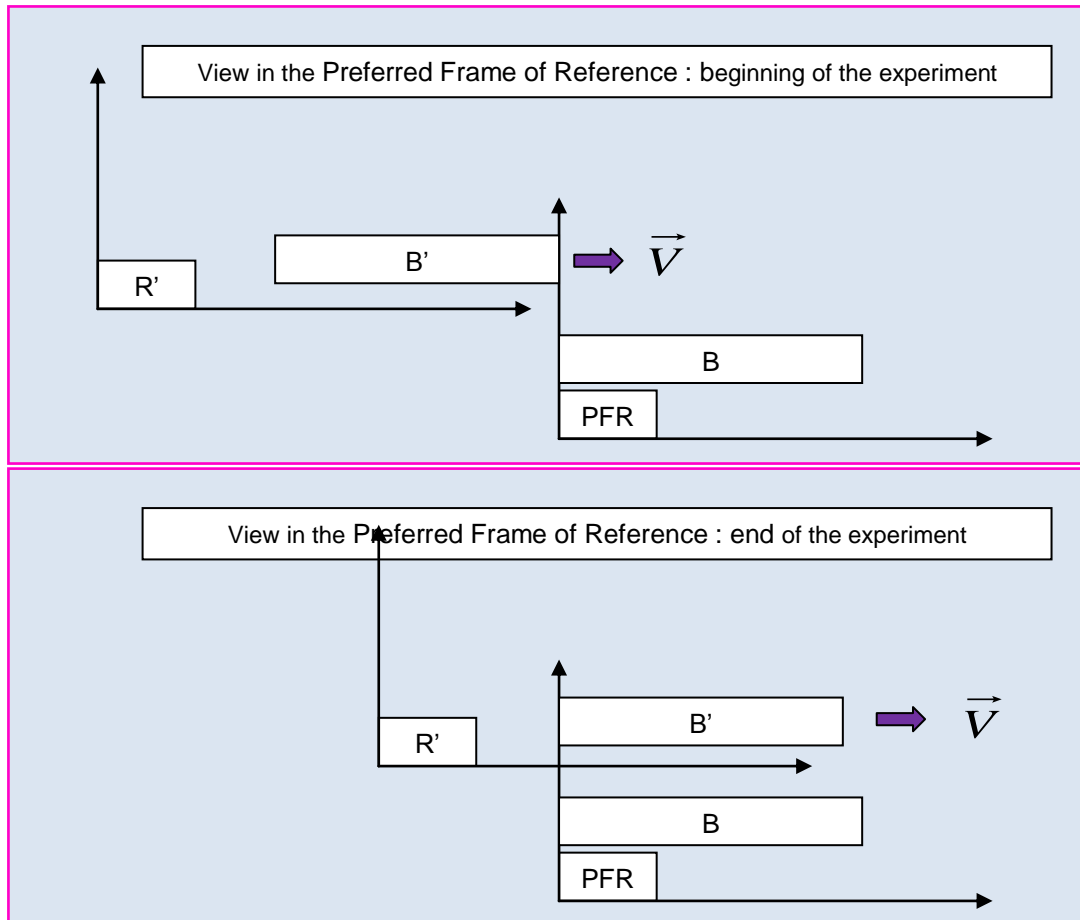 View in the Preferred Frame of Reference : beginning of the experiment
B’
V
R’
B
PFR
View in the Preferred Frame of Reference : end of the experiment
B’
V
R’
B
PFR